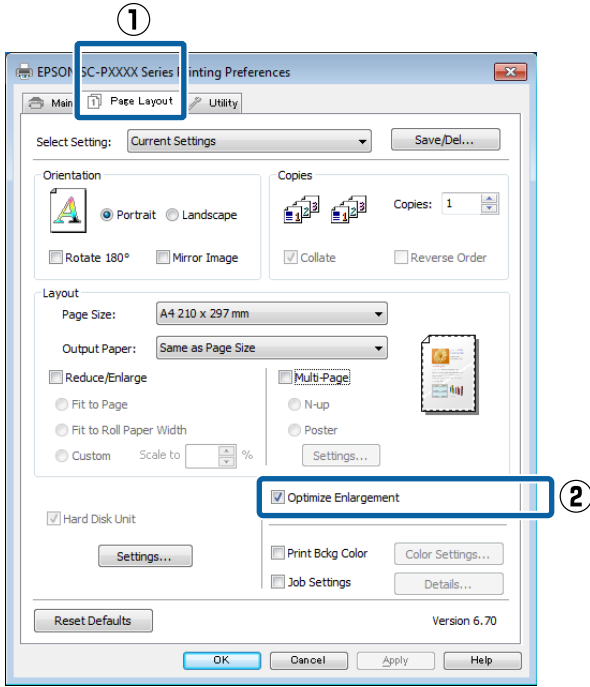 ①
EPSON SC-PXXXX Series Printing Preferences
Main Page Layout Utility
Select Setting: Current Settings Save/Del...
Orientation
Portrait Landscape
Rotate 180° Mirror Image
Copies
Copies: 1
Collate Reverse Order
Layout
Page Size: A4 210 x 297 mm
Output Paper: Same as Page Size
Reduce/Enlarge
Fit to Page
Fit to Roll Paper Width
Custom Scale to %
Multi-Page
N-up
Poster
Settings...
Optimize Enlargement
②
Hard Disk Unit
Settings...
Print Bckg Color Color Settings...
Job Settings Details...
Reset Defaults Version 6.70
OK Cancel Apply Help